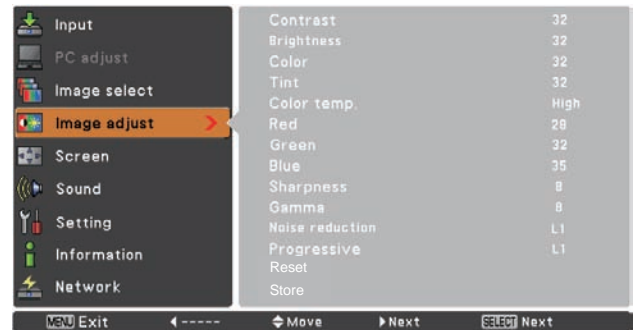 Input
PC adjust
Image select
Image adjust
Screen
Sound
Setting
Information
Network
Contrast 32
Brightness 32
Color 32
Tint 32
Color temp. High
Red 28
Green 32
Blue 35
Sharpness 8
Gamma 8
Noise reduction L1
Progressive L1
Reset
Store
MENU Exit ----- Move Next SELECT Next